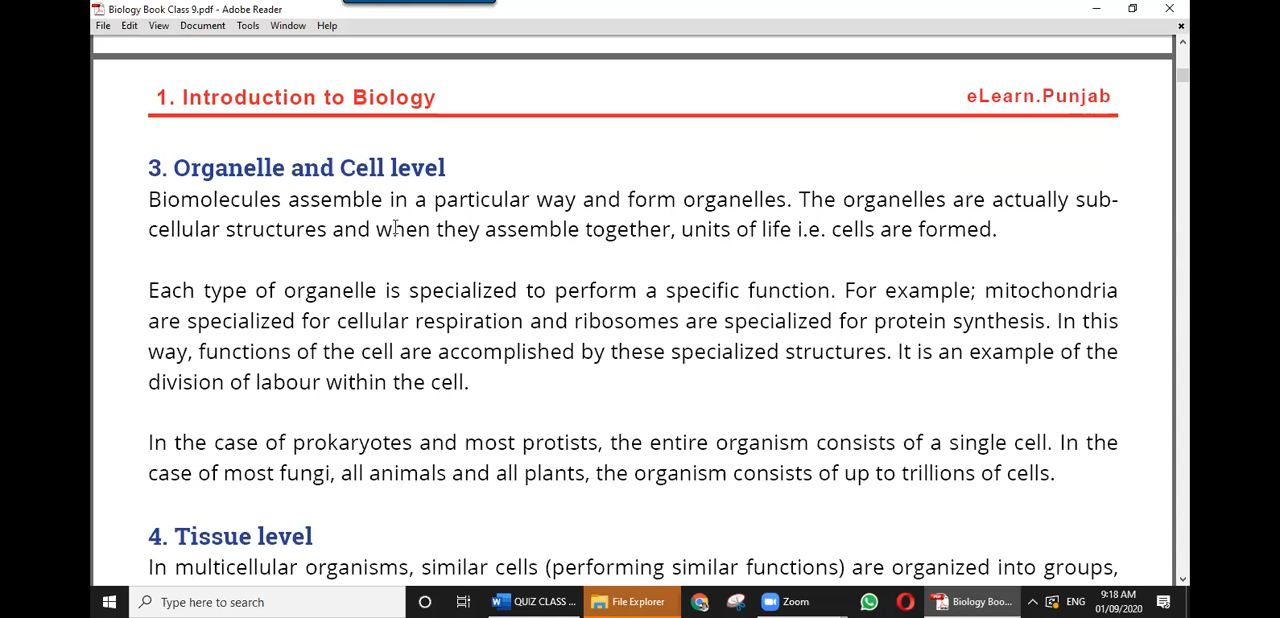 Biology Book Class 9.pdf - Adobe Reader
File Edit View Document Tools Window Help
1. Introduction to Biology
eLearn.Punjab
3. Organelle and Cell level
Biomolecules assemble in a particular way and form organelles. The organelles are actually sub-
cellular structures and when they assemble together, units of life i.e. cells are formed.
Each type of organelle is specialized to perform a specific function. For example; mitochondria
are specialized for cellular respiration and ribosomes are specialized for protein synthesis. In this
way, functions of the cell are accomplished by these specialized structures. It is an example of the
division of labour within the cell.
In the case of prokaryotes and most protists, the entire organism consists of a single cell. In the
case of most fungi, all animals and all plants, the organism consists of up to trillions of cells.
4. Tissue level
In multicellular organisms, similar cells (performing similar functions) are organized into groups,
Type here to search
QUIZ CLASS ...
File Explorer
Zoom
Biology Boo...
ENG
9:18 AM
01/09/2020